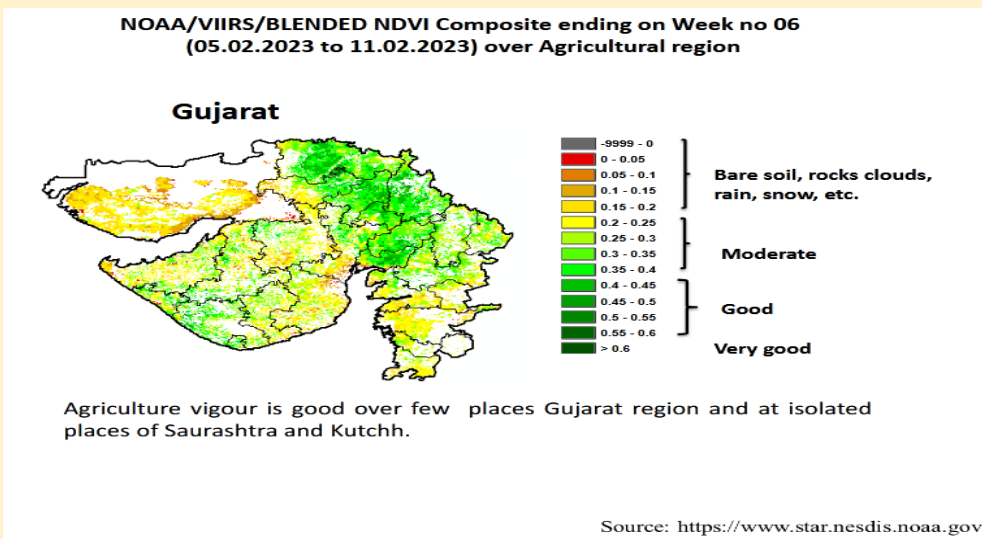 NOAA/VIIRS/BLENDED NDVI Composite ending on Week no 06
(05.02.2023 to 11.02.2023) over Agricultural region
Gujarat
-9999 - 0
0 - 0.05
0.05 - 0.1
0.1 - 0.15
0.15 - 0.2
0.2 - 0.25
0.25 - 0.3
0.3 - 0.35
0.35 - 0.4
0.4 - 0.45
0.45 - 0.5
0.5 - 0.55
0.55 - 0.6
> 0.6
Bare soil, rocks clouds,
rain, snow, etc.
Moderate
Good
Very good
Agriculture vigour is good over few places Gujarat region and at isolated
places of Saurashtra and Kutchh.
Source: https://www.star.nesdis.noaa.gov